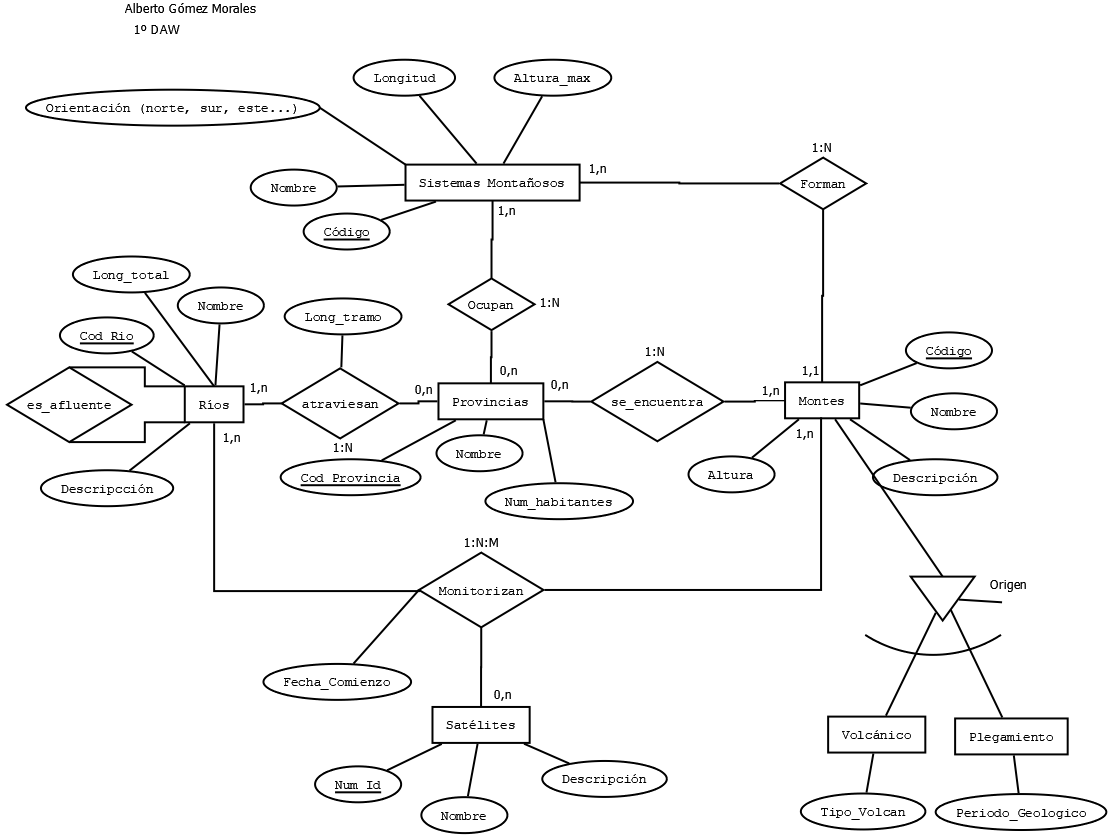 Alberto Gómez Morales
1º DAW
Longitud
Altura_max
Orientación (norte, sur, este...)
1:N
1,n
Sistemas Montañosos
Forman
Nombre
1,n
Código
Long_total
Nombre
Ocupan
1:N
Long_tramo
Cod Rio
Código
1:N
0,n
1,1
1,n
0,n
0,n
1,n
es_afluente
Ríos
atraviesan
Provincias
se_encuentra
Montes
Nombre
1,n
1:N
1,n
Nombre
Cod Provincia
Altura
Descripción
Descripcción
Num_habitantes
1:N:M
Monitorizan
Origen
Fecha_Comienzo
0,n
Satélites
Volcánico
Plegamiento
Num Id
Descripción
Nombre
Tipo_Volcan
Periodo_Geologico